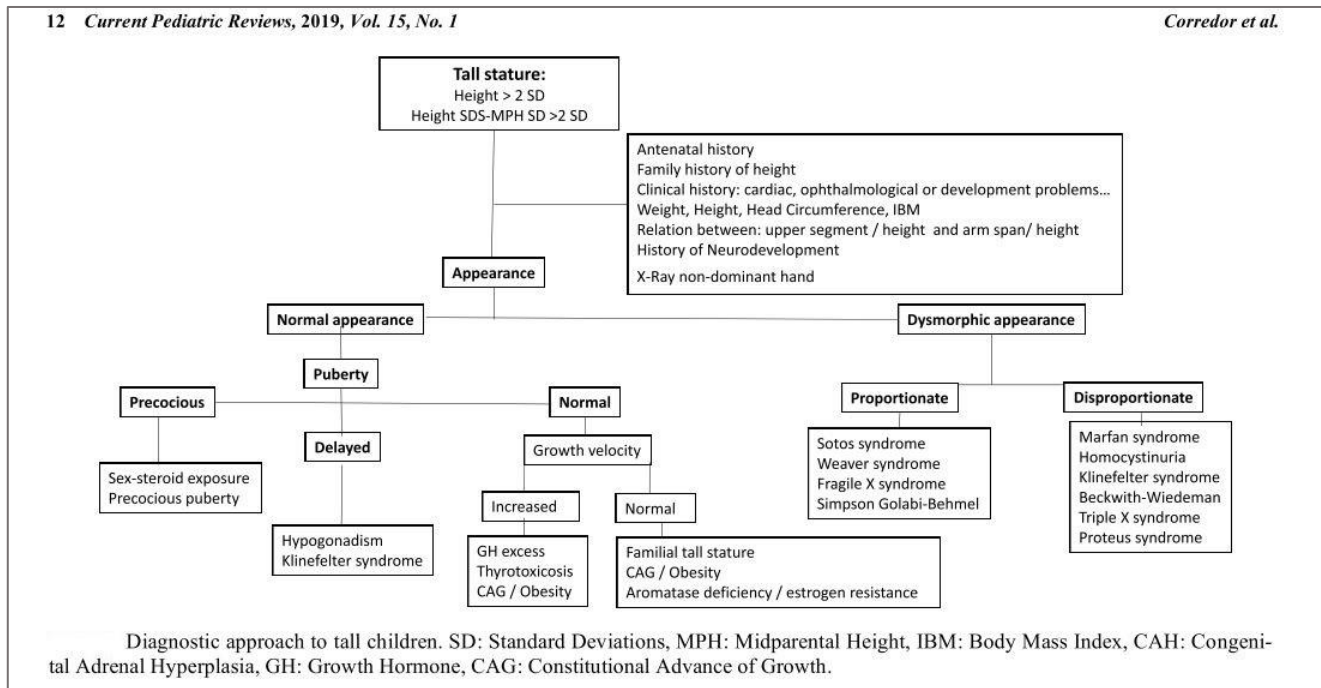 12 Current Pediatric Reviews, 2019, Vol. 15, No. 1
Corredor et al.
Tall stature:
Height > 2 SD
Height SDS-MPH SD >2 SD
Antenatal history
Family history of height
Clinical history: cardiac, ophthalmological or development problems...
Weight, Height, Head Circumference, IBM
Relation between: upper segment / height and arm span/ height
History of Neurodevelopment
X-Ray non-dominant hand
Appearance
Normal appearance
Dysmorphic appearance
Puberty
Precocious
Normal
Delayed
Sex-steroid exposure
Precocious puberty
Hypogonadism
Klinefelter syndrome
Growth velocity
Increased
Normal
GH excess
Thyrotoxicosis
CAG / Obesity
Familial tall stature
CAG / Obesity
Aromatase deficiency / estrogen resistance
Proportionate
Disproportionate
Sotos syndrome
Weaver syndrome
Fragile X syndrome
Simpson Golabi-Behmel
Marfan syndrome
Homocystinuria
Klinefelter syndrome
Beckwith-Wiedeman
Triple X syndrome
Proteus syndrome
Diagnostic approach to tall children. SD: Standard Deviations, MPH: Midparental Height, IBM: Body Mass Index, CAH: Congeni-
tal Adrenal Hyperplasia, GH: Growth Hormone, CAG: Constitutional Advance of Growth.